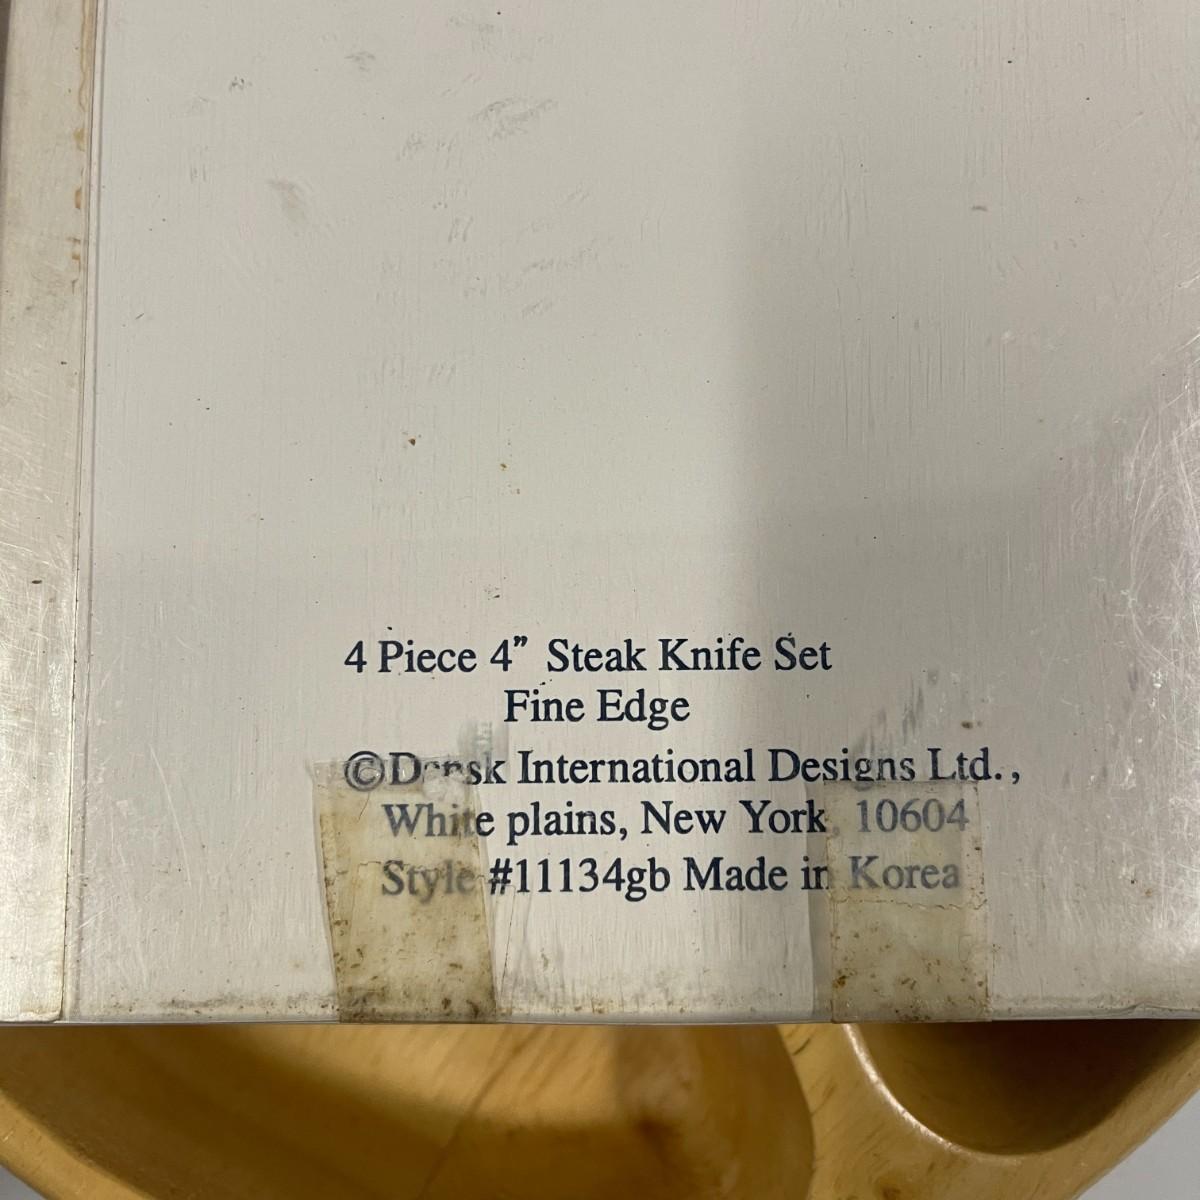 4 Piece 4" Steak Knife Set
Fine Edge
©Dansk International Designs Ltd.,
White plains, New York, 10604
Style #11134gb Made in Korea